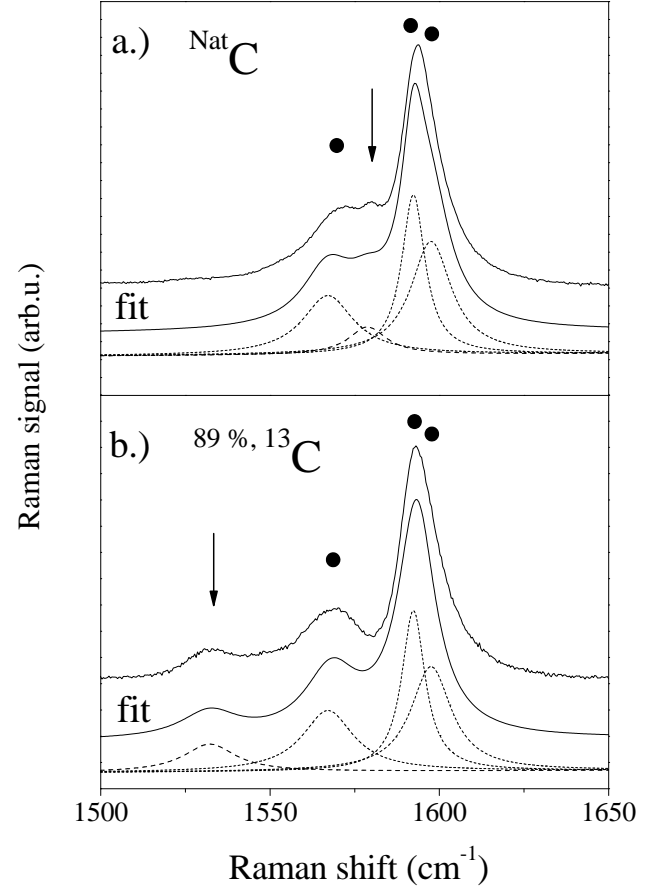 a.) NatC
fit
b.) 89 %, 13C
fit
1500 1550 1600 1650
Raman shift (cm-1)
Raman signal (arb.u.)